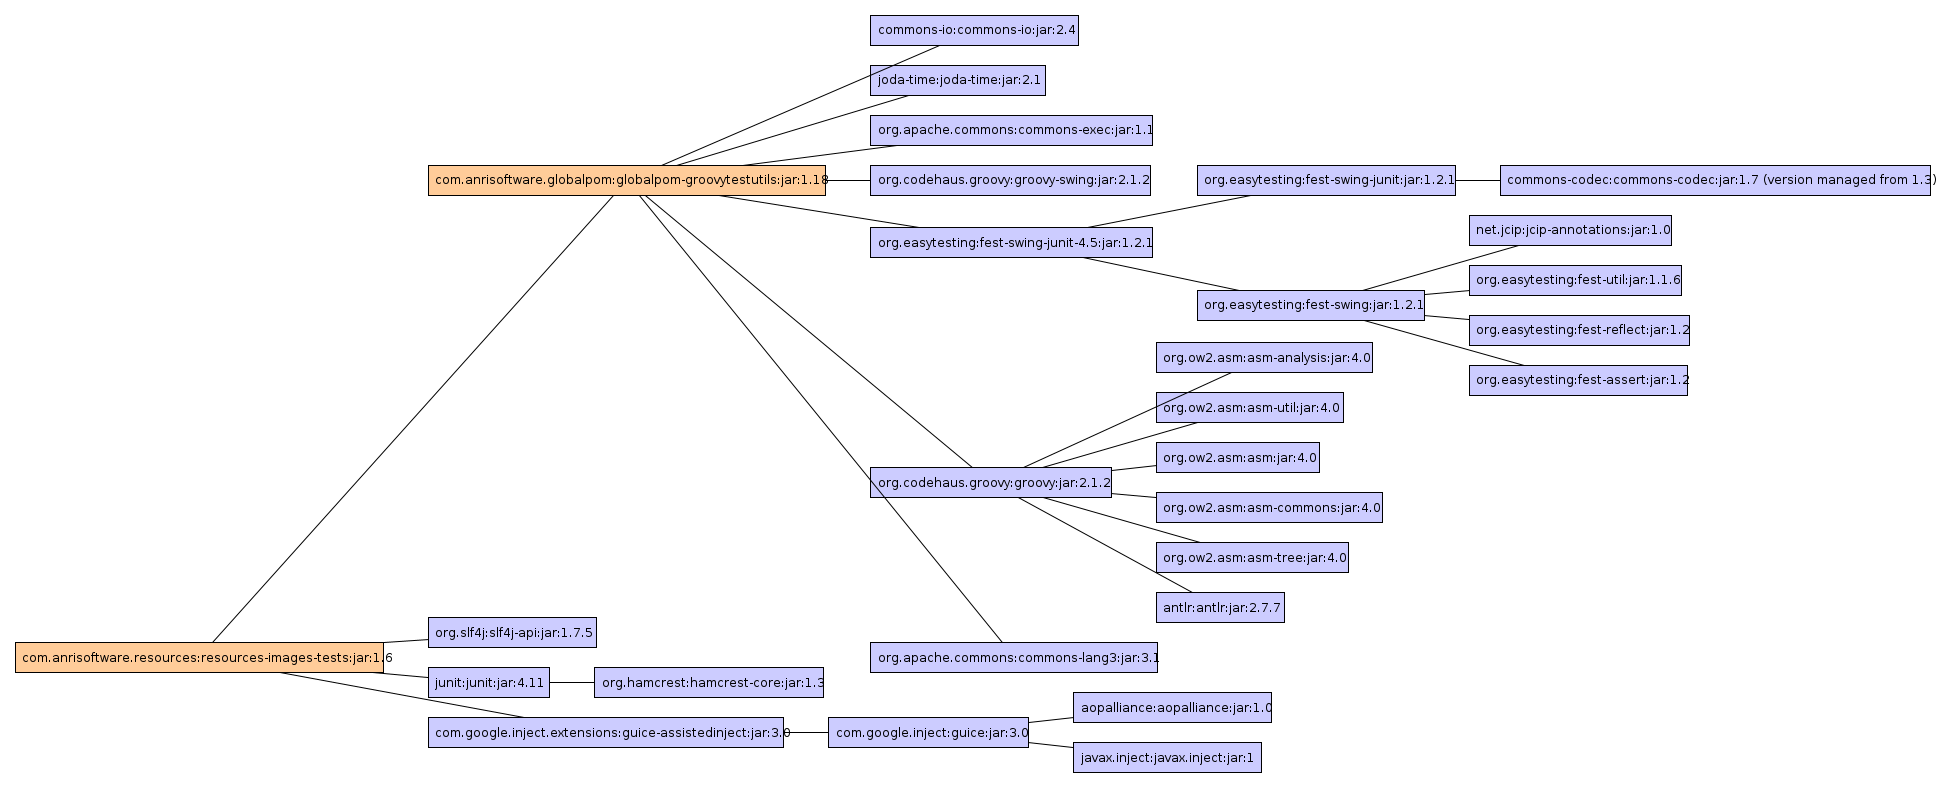 commons-io:commons-io:jar:2.4
joda-time:joda-time:jar:2.1
org.apache.commons:commons-exec:jar:1.1
com.anrisoftware.globalpom:globalpom-groovytestutils:jar:1.18
org.codehaus.groovy:groovy-swing:jar:2.1.2
org.easytesting:fest-swing-junit:jar:1.2.1
commons-codec:commons-codec:jar:1.7 (version managed from 1.3)
net.jcip:jcip-annotations:jar:1.0
org.easytesting:fest-swing-junit-4.5:jar:1.2.1
org.easytesting:fest-util:jar:1.1.6
org.easytesting:fest-swing:jar:1.2.1
org.easytesting:fest-reflect:jar:1.2
org.ow2.asm:asm-analysis:jar:4.0
org.easytesting:fest-assert:jar:1.2
org.ow2.asm:asm-util:jar:4.0
org.ow2.asm:asm:jar:4.0
org.codehaus.groovy:groovy:jar:2.1.2
org.ow2.asm:asm-commons:jar:4.0
org.ow2.asm:asm-tree:jar:4.0
antlr:antlr:jar:2.7.7
org.slf4j:slf4j-api:jar:1.7.5
com.anrisoftware.resources:resources-images-tests:jar:1.6
org.apache.commons:commons-lang3:jar:3.1
junit:junit:jar:4.11
org.hamcrest:hamcrest-core:jar:1.3
aopalliance:aopalliance:jar:1.0
com.google.inject.extensions:guice-assistedinject:jar:3.0
com.google.inject:guice:jar:3.0
javax.inject:javax.inject:jar:1